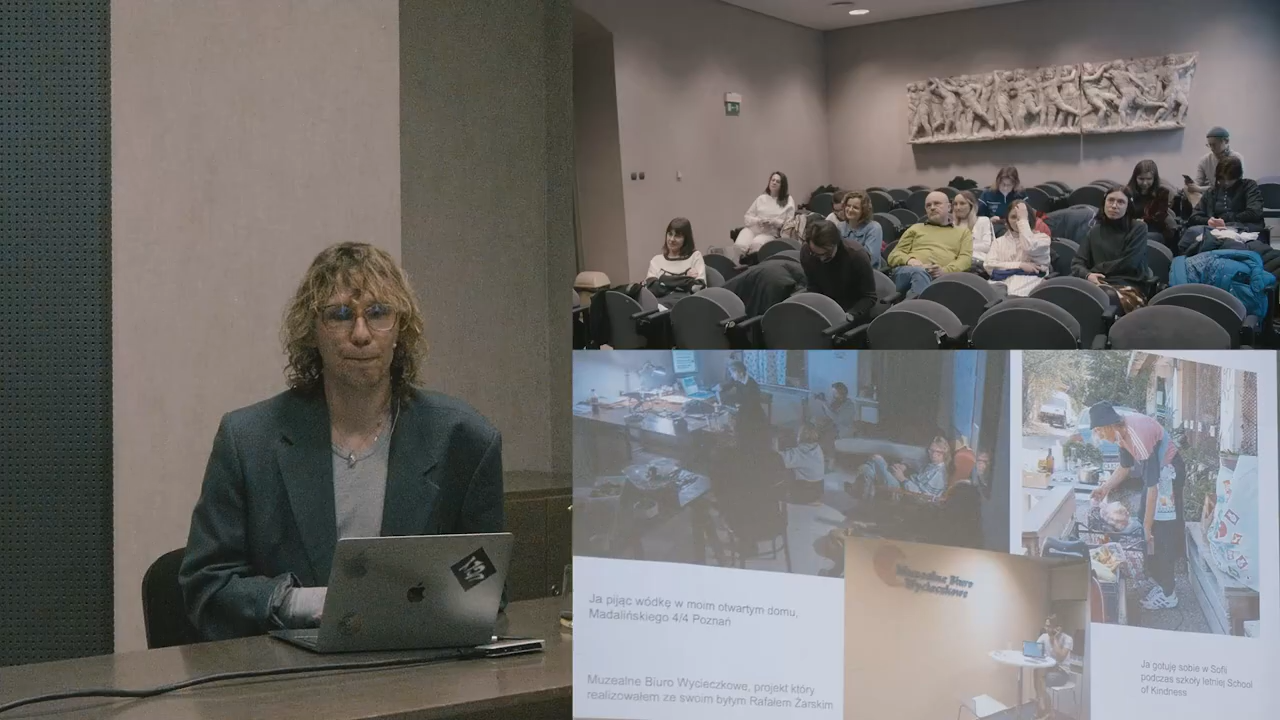 Muzealne Biuro
Wycieczkowe
Ja pijąc wódkę w moim otwartym domu,
Madalińskiego 4/4 Poznań
Muzealne Biuro Wycieczkowe, projekt który
realizowałem ze swoim byłym Rafałem Żarskim
Ja gotuję sobie w Sofii
podczas szkoły letniej School
of Kindness